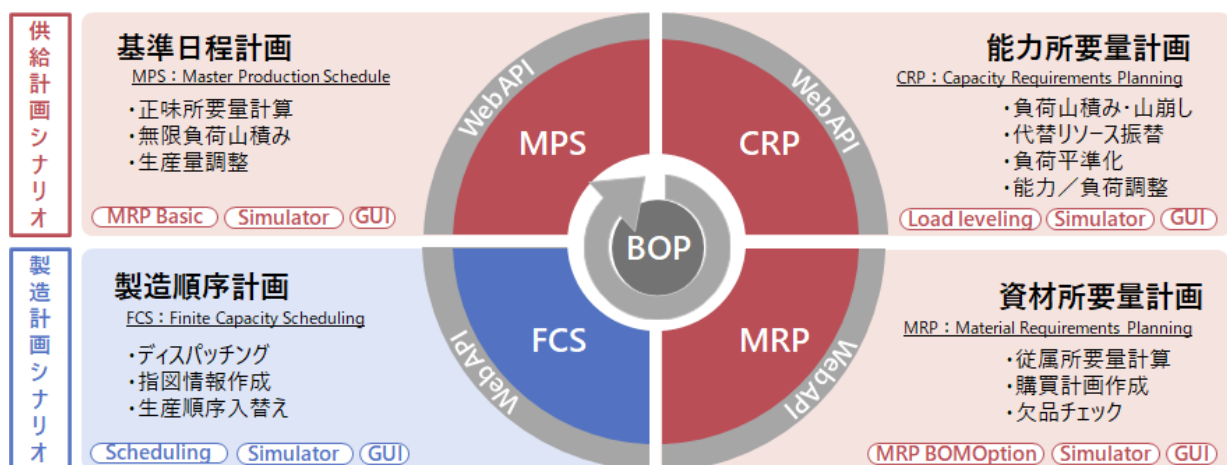 供給計画シナリオ
基準日程計画
MPS：Master Production Schedule
・正味所要量計算
・無限負荷山積み
・生産量調整
MRP Basic
Simulator
GUI
WebAPI
MPS
WebAPI
CRP
能力所要量計画
CRP：Capacity Requirements Planning
・負荷山積み・山崩し
・代替リソース振替
・負荷平準化
・能力／負荷調整
Load leveling
Simulator
GUI
BOP
製造計画シナリオ
製造順序計画
FCS：Finite Capacity Scheduling
・ディスパッチング
・指図情報作成
・生産順序入替え
Scheduling
Simulator
GUI
WebAPI
FCS
WebAPI
MRP
資材所要量計画
MRP：Material Requirements Planning
・従属所要量計算
・購買計画作成
・欠品チェック
MRP BOMOption
Simulator
GUI